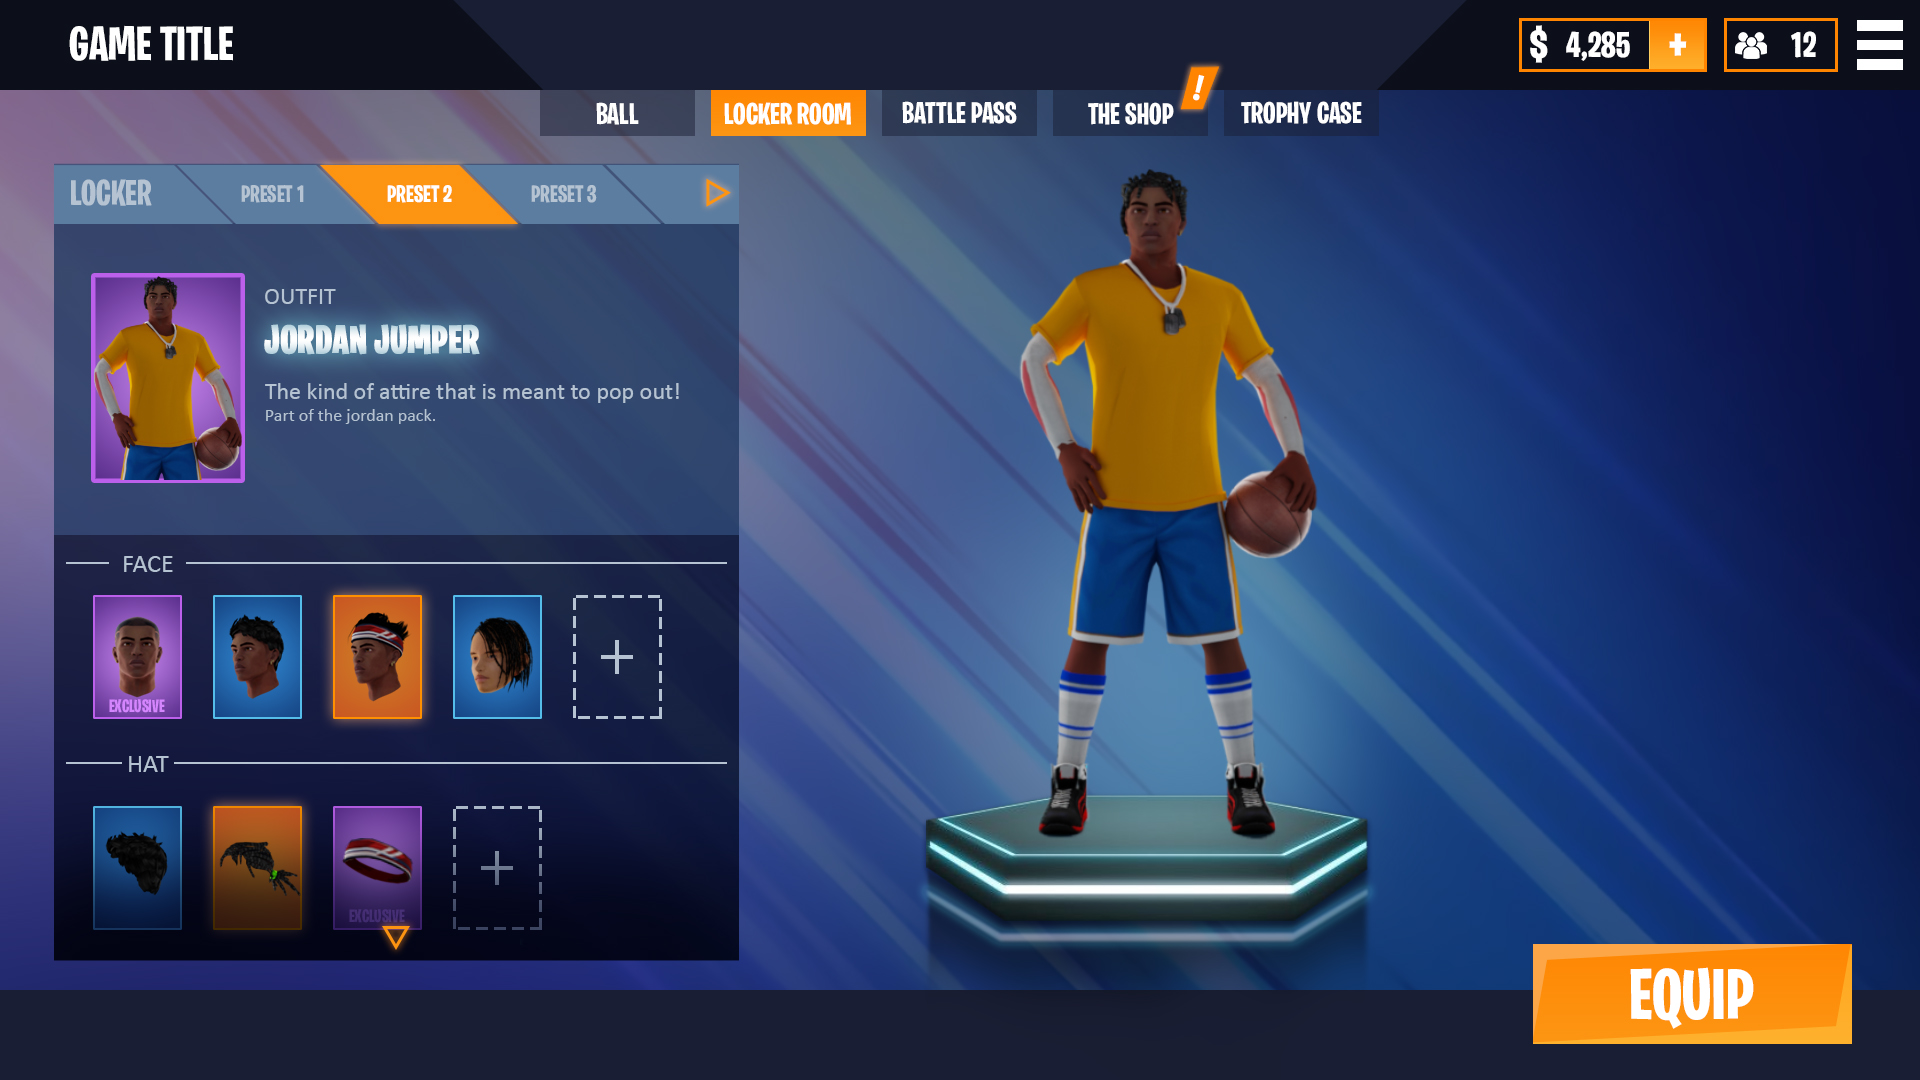 GAME TITLE
$ 4,285 +
12
BALL
LOCKER ROOM
BATTLE PASS
THE SHOP
!
TROPHY CASE
LOCKER
PRESET 1
PRESET 2
PRESET 3
OUTFIT
JORDAN JUMPER
The kind of attire that is meant to pop out!
Part of the jordan pack.
FACE
EXCLUSIVE
+
HAT
EXCLUSIVE
+
EQUIP